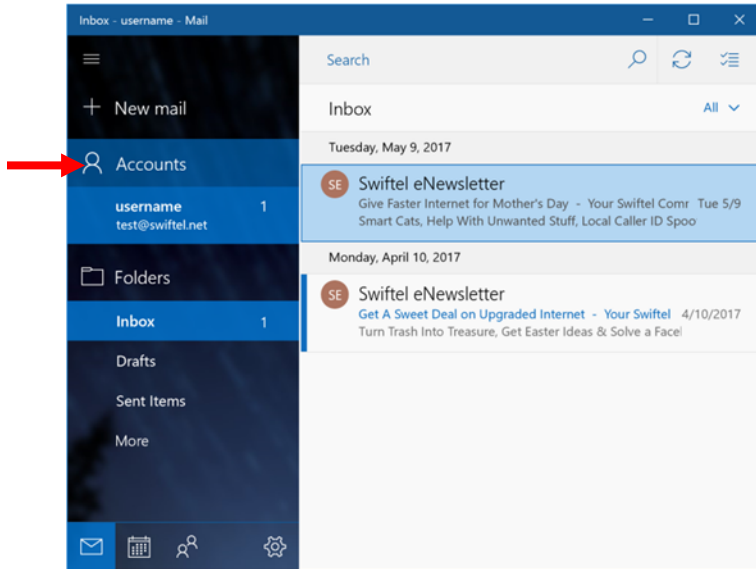 Inbox - username - Mail
Search
New mail
Inbox
All
Accounts
Tuesday, May 9, 2017
username 1
test@swiftel.net
SE
Swiftel eNewsletter
Give Faster Internet for Mother's Day - Your Swiftel Comr Tue 5/9
Smart Cats, Help With Unwanted Stuff, Local Caller ID Spoo
Folders
Monday, April 10, 2017
Inbox 1
SE
Swiftel eNewsletter
Get A Sweet Deal on Upgraded Internet - Your Swiftel 4/10/2017
Turn Trash Into Treasure, Get Easter Ideas & Solve a Facel
Drafts
Sent Items
More